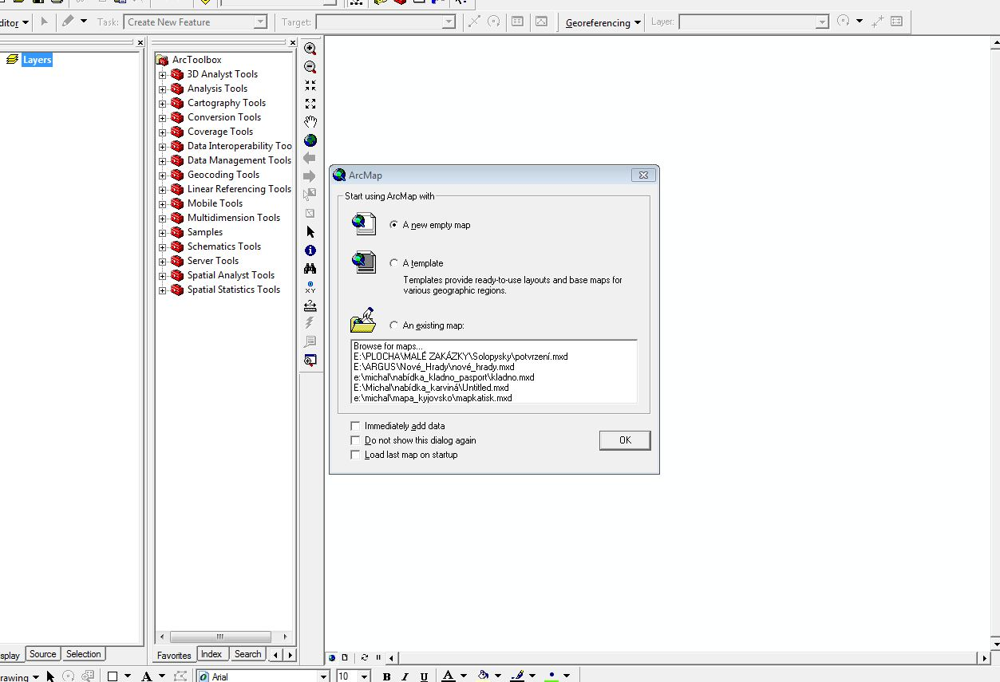 Task:
Create New Feature
Target:
Georeferencing
Layer:
Layers
ArcToolbox
3D Analyst Tools
Analysis Tools
Cartography Tools
Conversion Tools
Coverage Tools
Data Interoperability Too
Data Management Tools
Geocoding Tools
Linear Referencing Tools
Mobile Tools
Multidimension Tools
Samples
Schematics Tools
Server Tools
Spatial Analyst Tools
Spatial Statistics Tools
ArcMap
Start using ArcMap with
A new empty map
A template
Templates provide ready-to-use layouts and base maps for
various geographic regions.
An existing map:
Browse for maps...
E:\PLOCHA\MALÉ ZAKÁZKY\Solopysky\potvrzení.mxd
E:\ARGUS\Nové_Hrady\nové_hrady.mxd
e:\michal\nabídka_kladno_pasport\kladno.mxd
E:\Michal\nabídka_karviná\Untitled.mxd
e:\michal\mapa_kyjovsko\mapkatisk.mxd
Immediately add data
Do not show this dialog again
Load last map on startup
OK
XY
splay
Source
Selection
Favorites
Index
Search
rawing
A
Arial
10
B
I
U
A